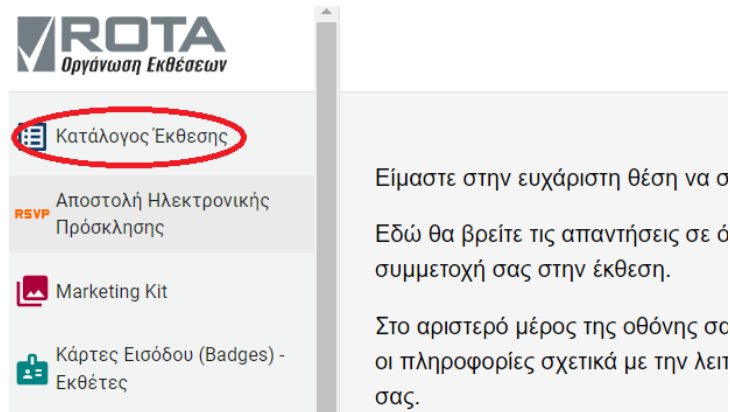 ROTA
Οργάνωση Εκθέσεων
Κατάλογος Έκθεσης
RSVP
Αποστολή Ηλεκτρονικής
Πρόσκλησης
Marketing Kit
Κάρτες Εισόδου (Badges) -
Εκθέτες
Είμαστε στην ευχάριστη θέση να σ
Εδώ θα βρείτε τις απαντήσεις σε ό
συμμετοχή σας στην έκθεση.
Στο αριστερό μέρος της οθόνης σα
οι πληροφορίες σχετικά με την λειτ
σας.